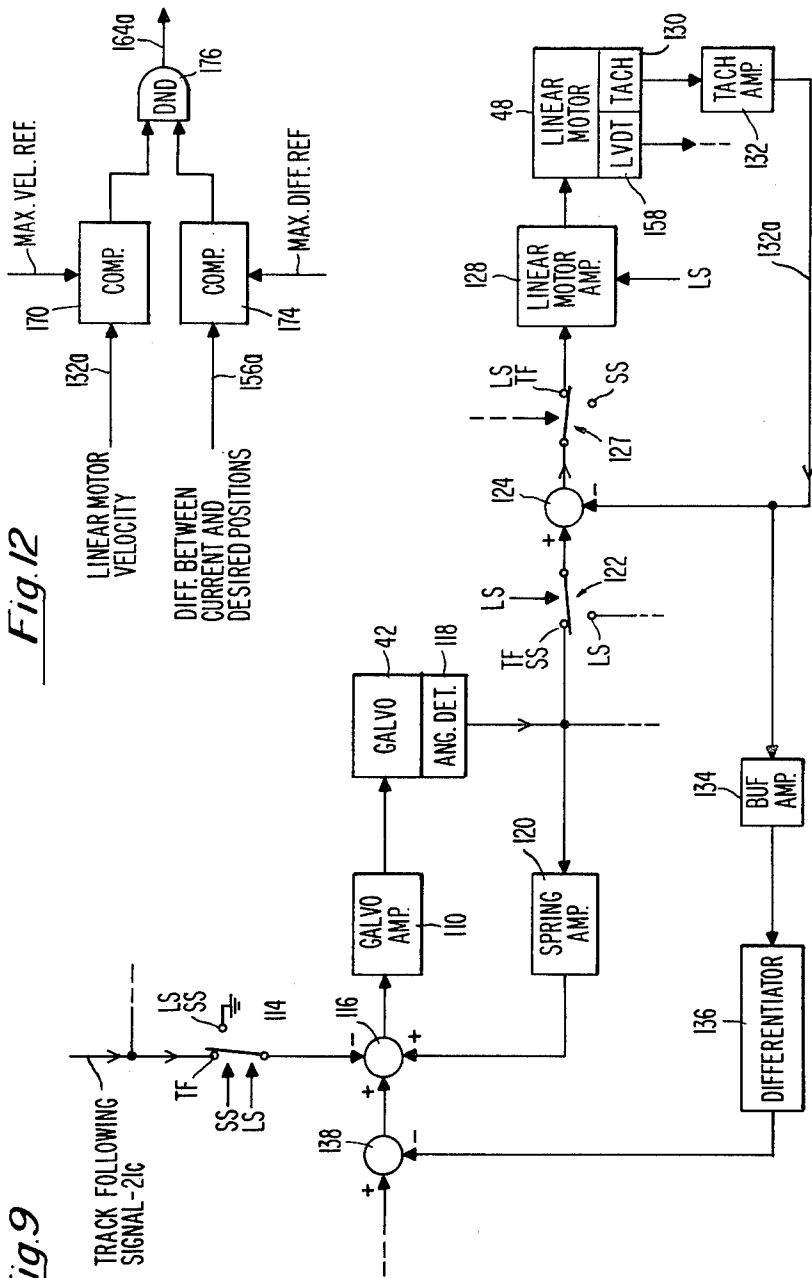 Fig. 12
LINEAR MOTOR
VELOCITY
132a
170
COMP.
MAX. VEL. REF.
DIFF. BETWEEN
CURRENT AND
DESIRED POSITIONS
156a
174
COMP.
MAX. DIFF. REF
DND
176
164a
Fig. 9
TRACK FOLLOWING
SIGNAL-21c
TF
LS
SS
114
SS
LS
138
+
-
116
-
+
+
GALVO
AMP.
110
GALVO
42
ANG. DET.
118
SPRING
AMP.
120
TF
SS
LS
LS
122
124
+
-
LS
TF
SS
127
128
LINEAR
MOTOR
AMP.
LS
48
LINEAR
MOTOR
LVDT
TACH
158
130
TACH
AMP.
132
132a
134
BUF
AMP.
136
DIFFERENTIATOR